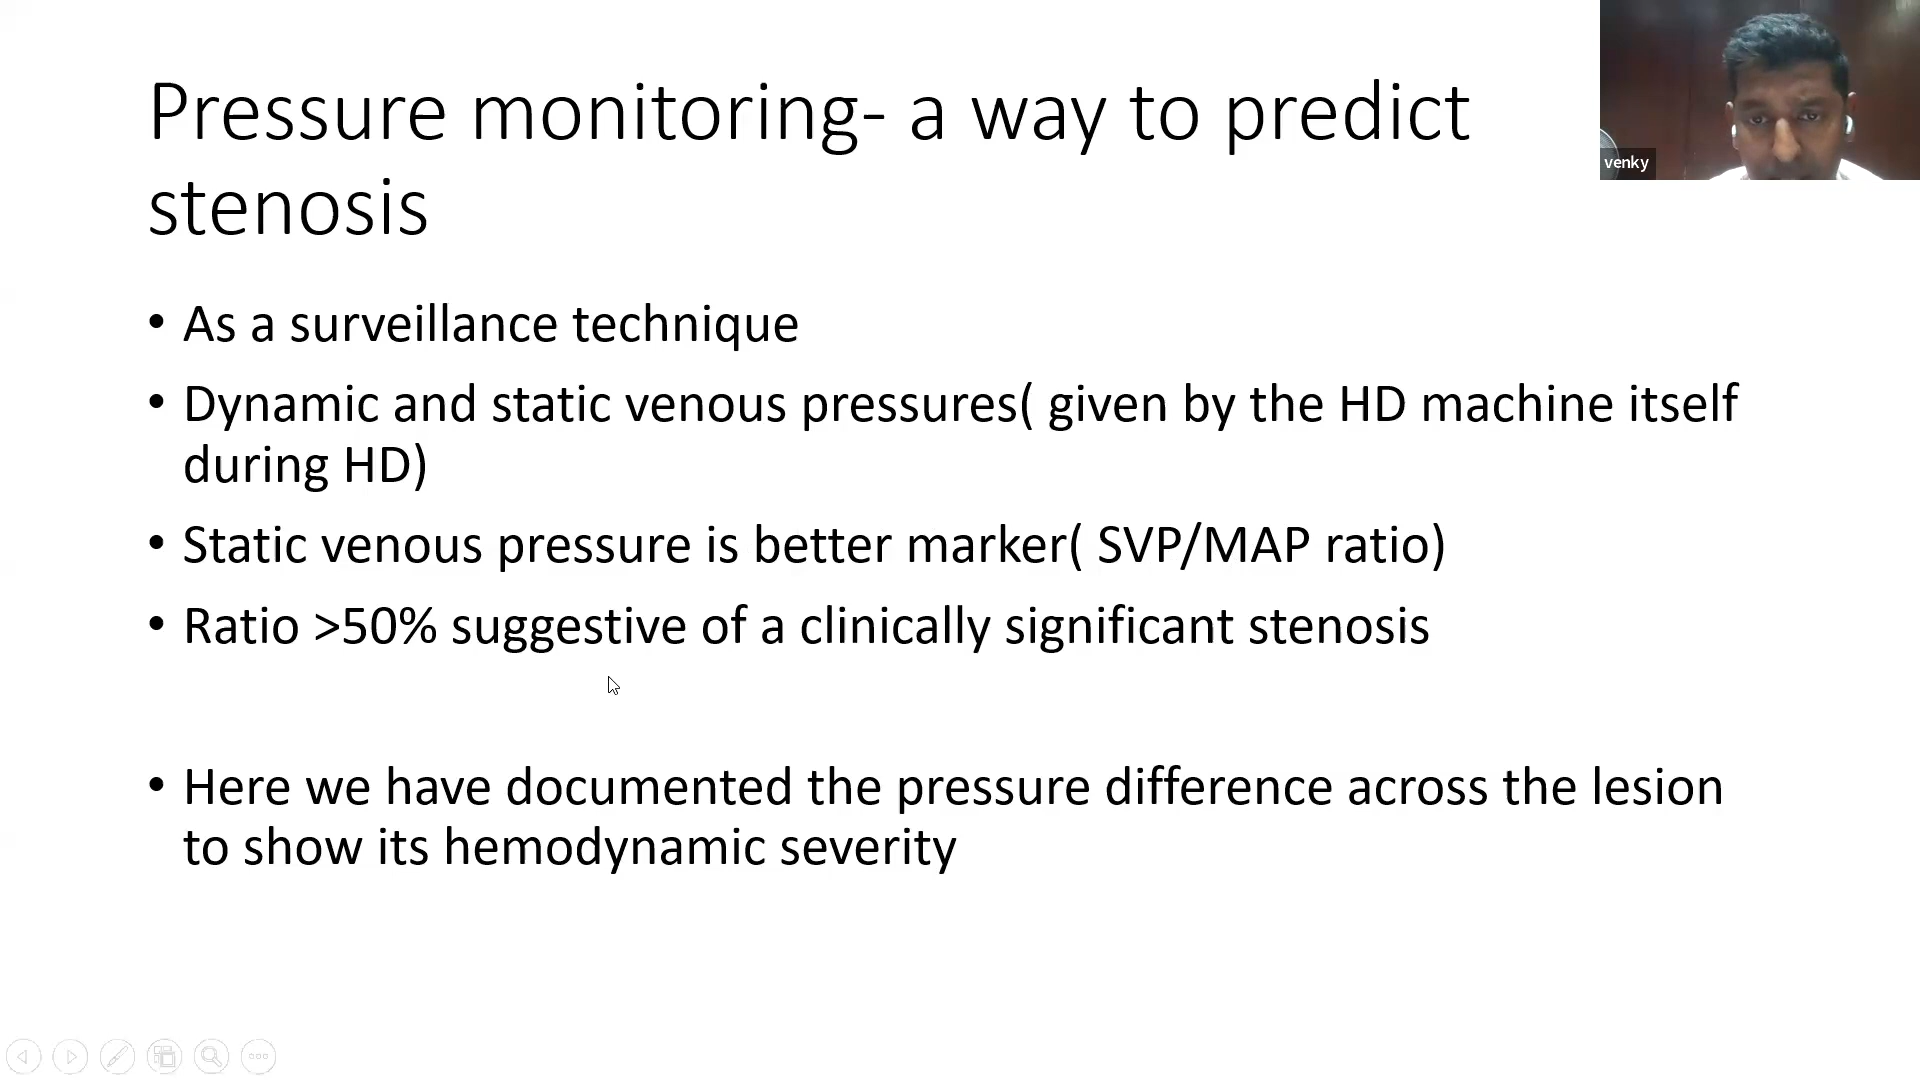 Pressure monitoring- a way to predict
stenosis
venky
• As a surveillance technique
• Dynamic and static venous pressures( given by the HD machine itself
during HD)
• Static venous pressure is better marker( SVP/MAP ratio)
• Ratio >50% suggestive of a clinically significant stenosis
• Here we have documented the pressure difference across the lesion
to show its hemodynamic severity